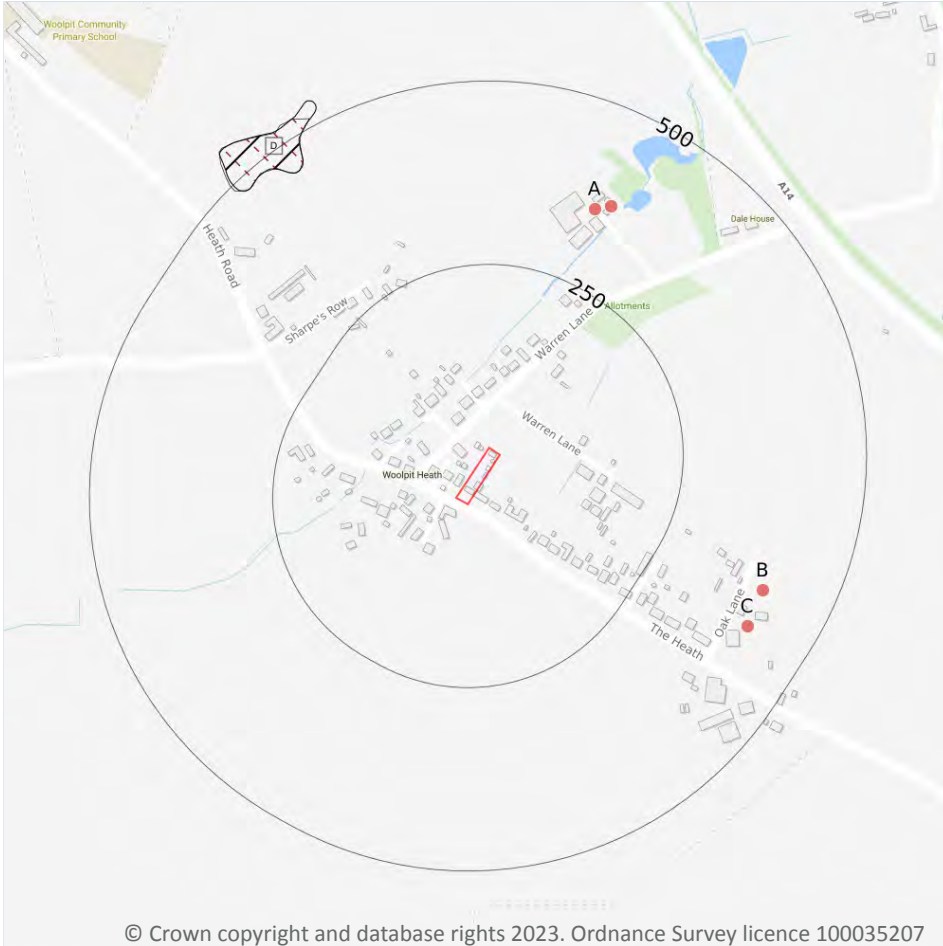 Woolpit Community
Primary School
500
D
A
A14
Dale House
Heath Road
250
Allotments
Sharpe's Row
Warren Lane
Warren Lane
Woolpit Heath
B
C
Oak Lane
The Heath
© Crown copyright and database rights 2023. Ordnance Survey licence 100035207